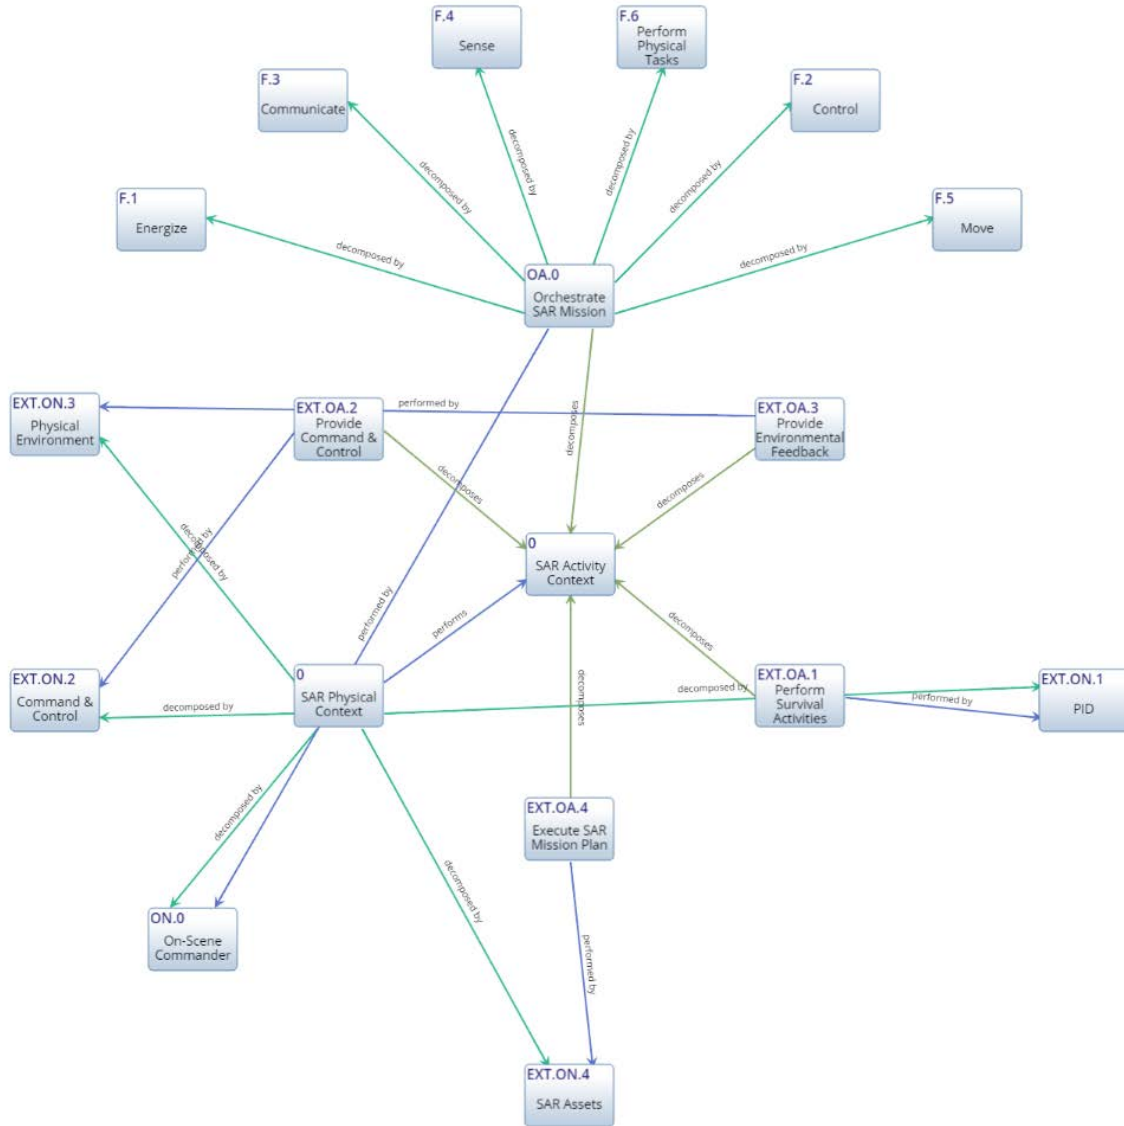 F.4
Sense
F.6
Perform
Physical
Tasks
F.3
Communicate
F.2
Control
F.1
Energize
F.5
Move
decomposed by
decomposed by
decomposed by
decomposed by
decomposed by
decomposed by
OA.0
Orchestrate
SAR Mission
EXT.ON.3
Physical
Environment
EXT.OA.2
Provide
Command &
Control
performed by
EXT.OA.3
Provide
Environmental
Feedback
decomposes
decomposes
decomposes
0
SAR Activity
Context
decomposed by
performed by
performed by
performs
decomposes
decomposes
EXT.ON.2
Command &
Control
decomposed by
0
SAR Physical
Context
decomposed by
EXT.OA.1
Perform
Survival
Activities
performed by
EXT.ON.1
PID
decomposed by
decomposed by
EXT.OA.4
Execute SAR
Mission Plan
performed by
ON.0
On-Scene
Commander
EXT.ON.4
SAR Assets